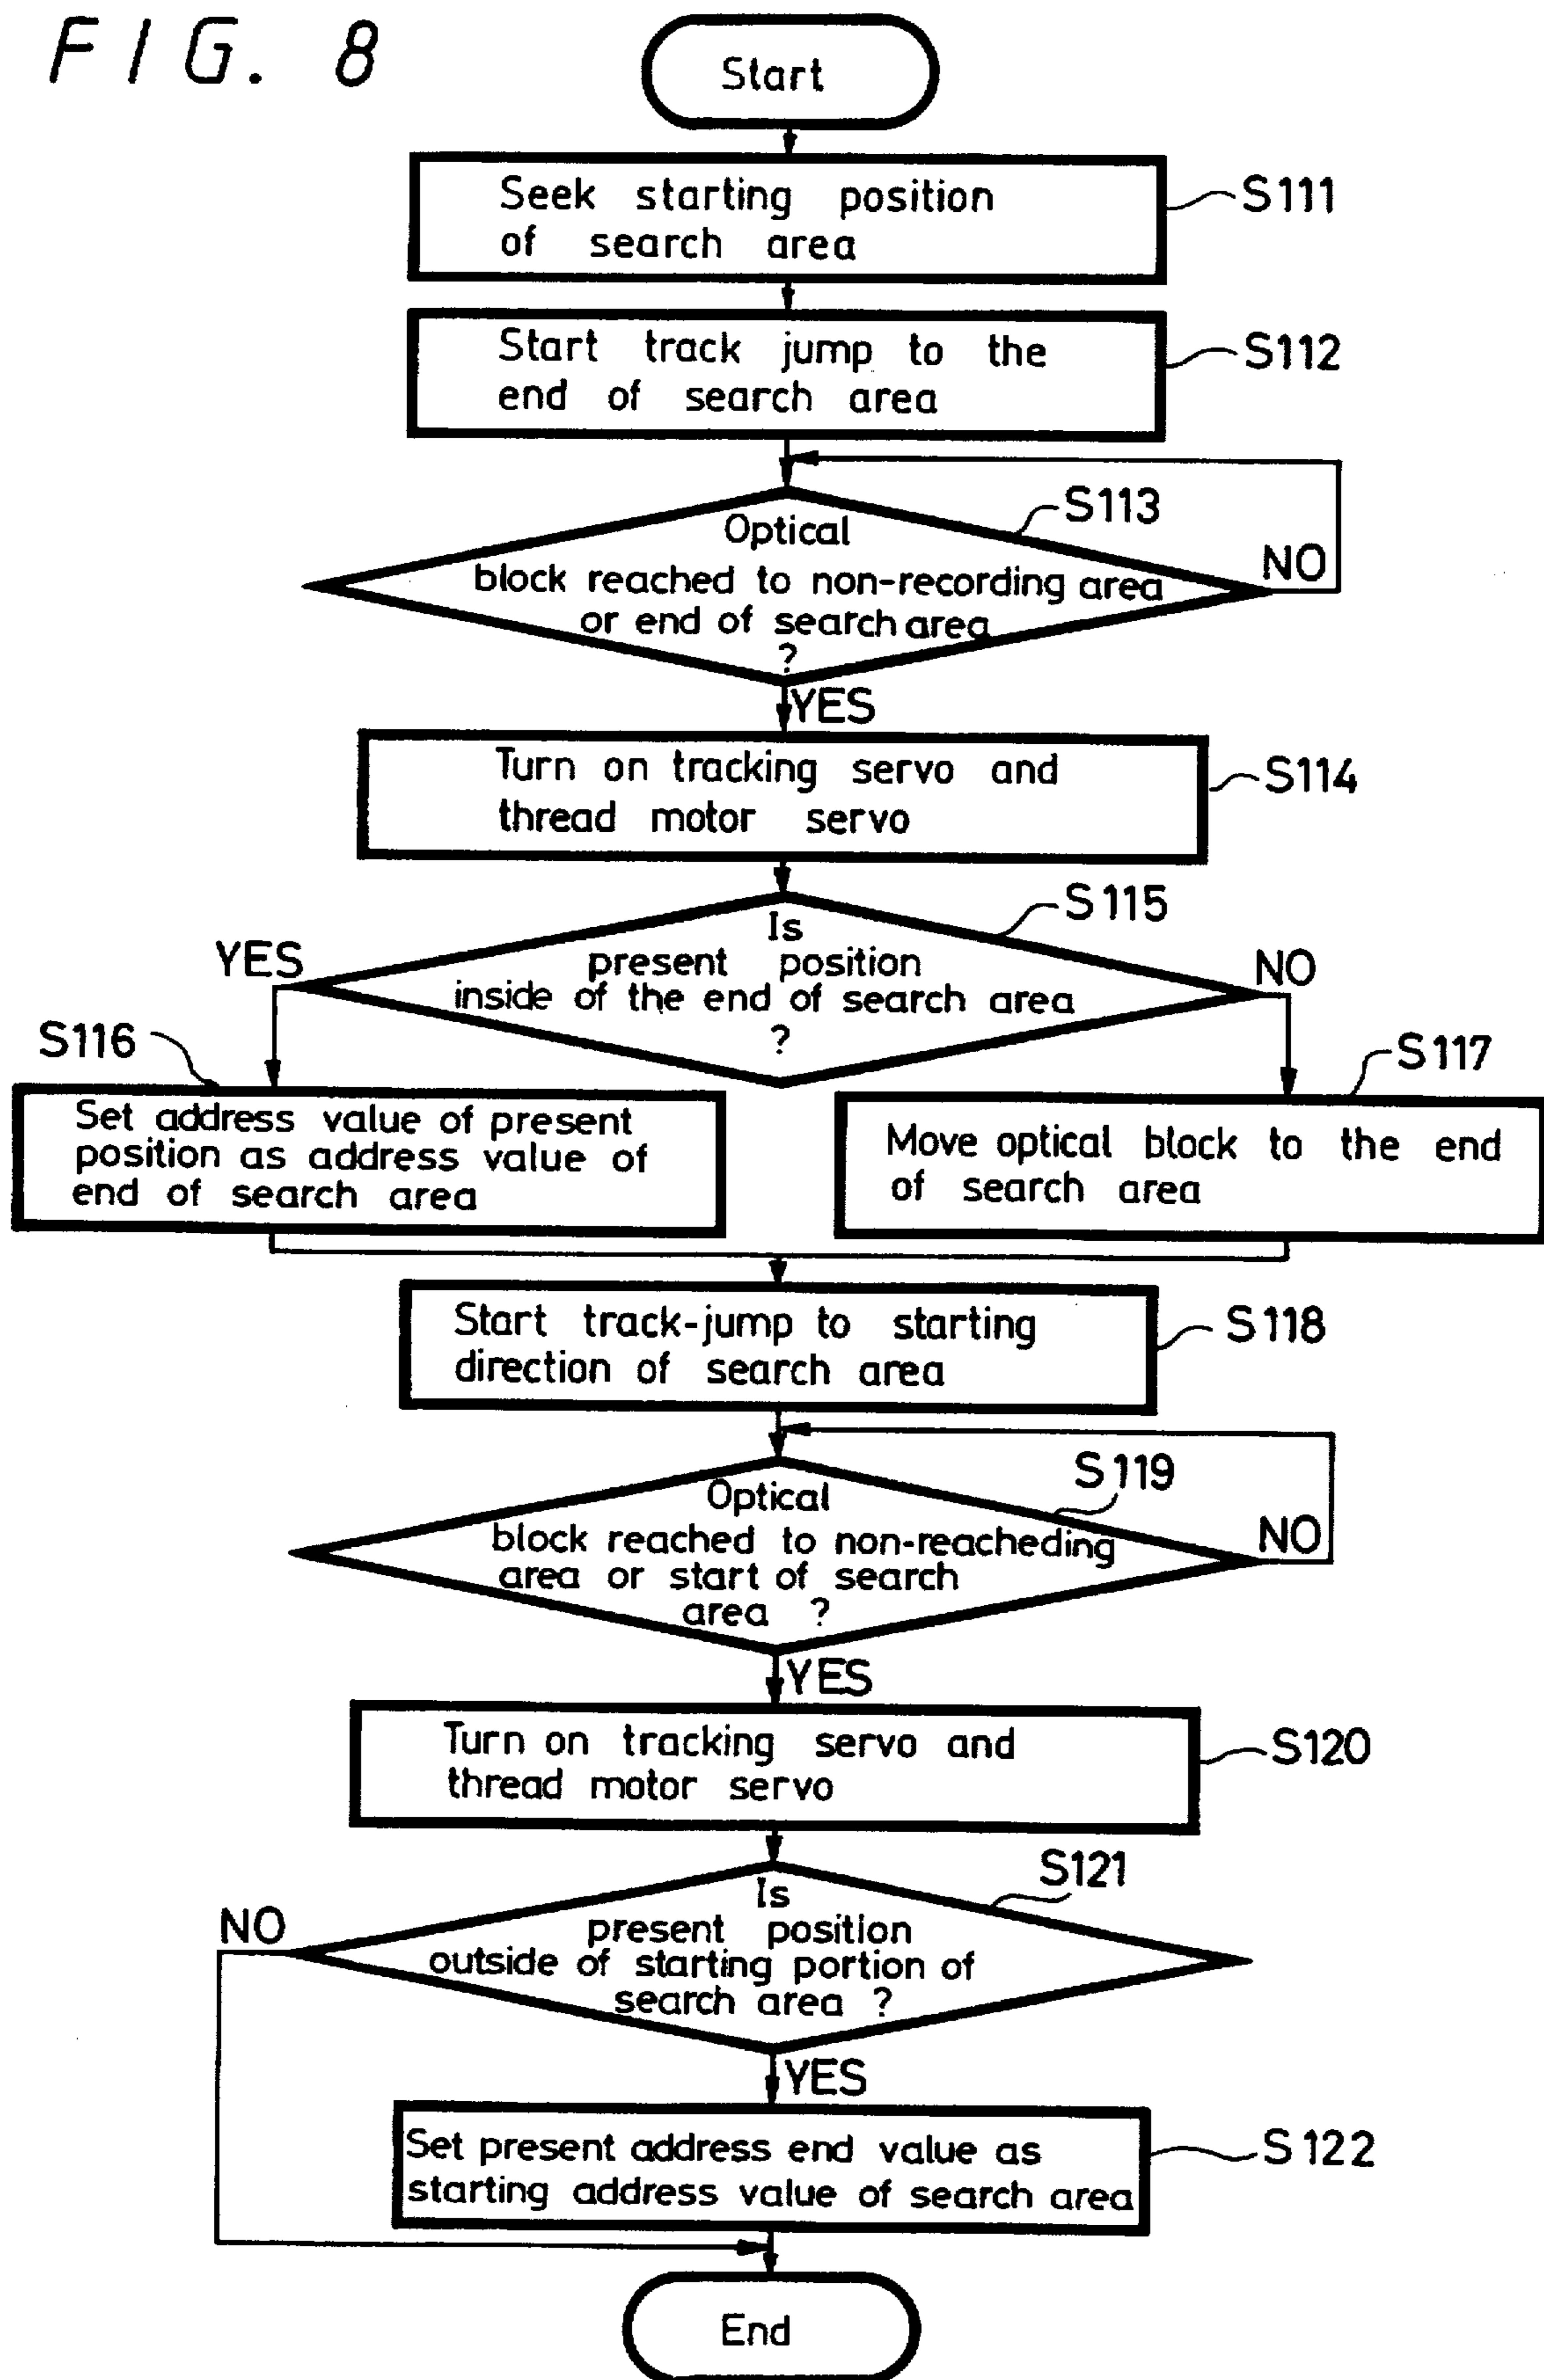 FIG. 8
Start
Seek starting position
of search area
S111
Start track jump to the
end of search area
S112
S113
Optical
block reached to non-recording area
or end of search area
?
NO
YES
Turn on tracking servo and
thread motor servo
S114
S115
Is
present position
inside of the end of search area
?
YES
NO
S116
Set address value of present
position as address value of
end of search area
S117
Move optical block to the end
of search area
Start track-jump to starting
direction of search area
S118
S119
Optical
block reached to non-reacheding
area or start of search
area ?
NO
YES
Turn on tracking servo and
thread motor servo
S120
S121
Is
present position
outside of starting portion of
search area ?
NO
YES
Set present address end value as
starting address value of search area
S122
End